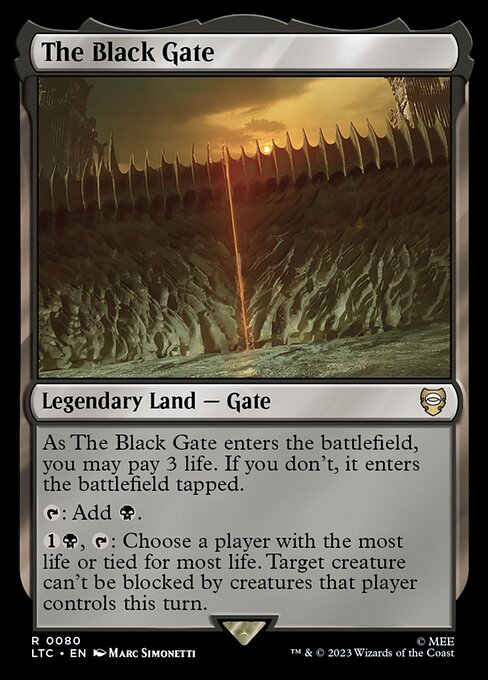 The Black Gate
Legendary Land — Gate
As The Black Gate enters the battlefield,
you may pay 3 life. If you don't, it enters
the battlefield tapped.
: Add .
1, : Choose a player with the most
life or tied for most life. Target creature
can't be blocked by creatures that player
controls this turn.
R 0080
LTC • EN Marc Simonetti
© MEE
™ & © 2023 Wizards of the Coast